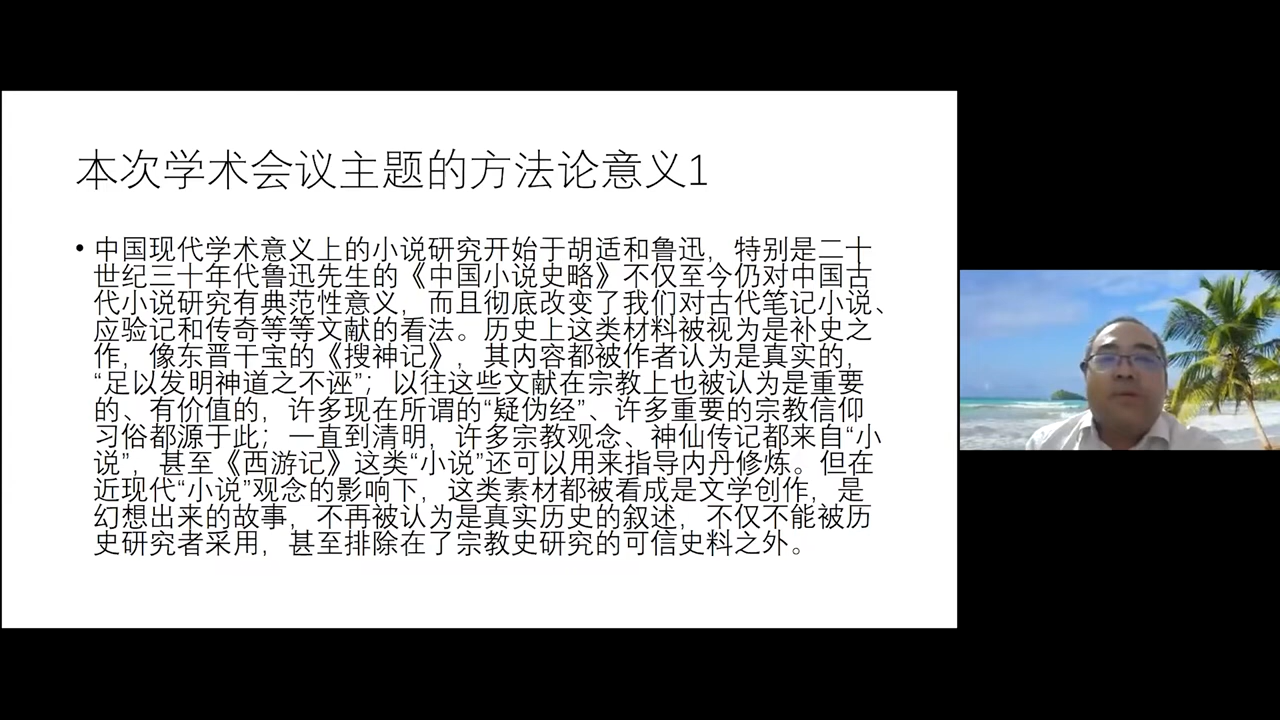 本次学术会议主题的方法论意义1
• 中国现代学术意义上的小说研究开始于胡适和鲁迅，特别是二十
世纪三十年代鲁迅先生的《中国小说史略》不仅至今仍对中国古
代小说研究有典范性意义，而且彻底改变了我们对古代笔记小说、
应验记和传奇等等文献的看法。历史上这类材料被视为是补史之
作，像东晋干宝的《搜神记》，其内容都被作者认为是真实的，
“足以发明神道之不诬”；以往这些文献在宗教上也被认为是重要
的、有价值的，许多现在所谓的“疑伪经”、许多重要的宗教信仰
习俗都源于此；一直到清明，许多宗教观念、神仙传记都来自“小
说”，甚至《西游记》这类“小说”还可以用来指导内丹修炼。但在
近现代“小说”观念的影响下，这类素材都被看成是文学创作，是
幻想出来的故事，不再被认为是真实历史的叙述，不仅不能被历
史研究者采用，甚至排除在了宗教史研究的可信史料之外。